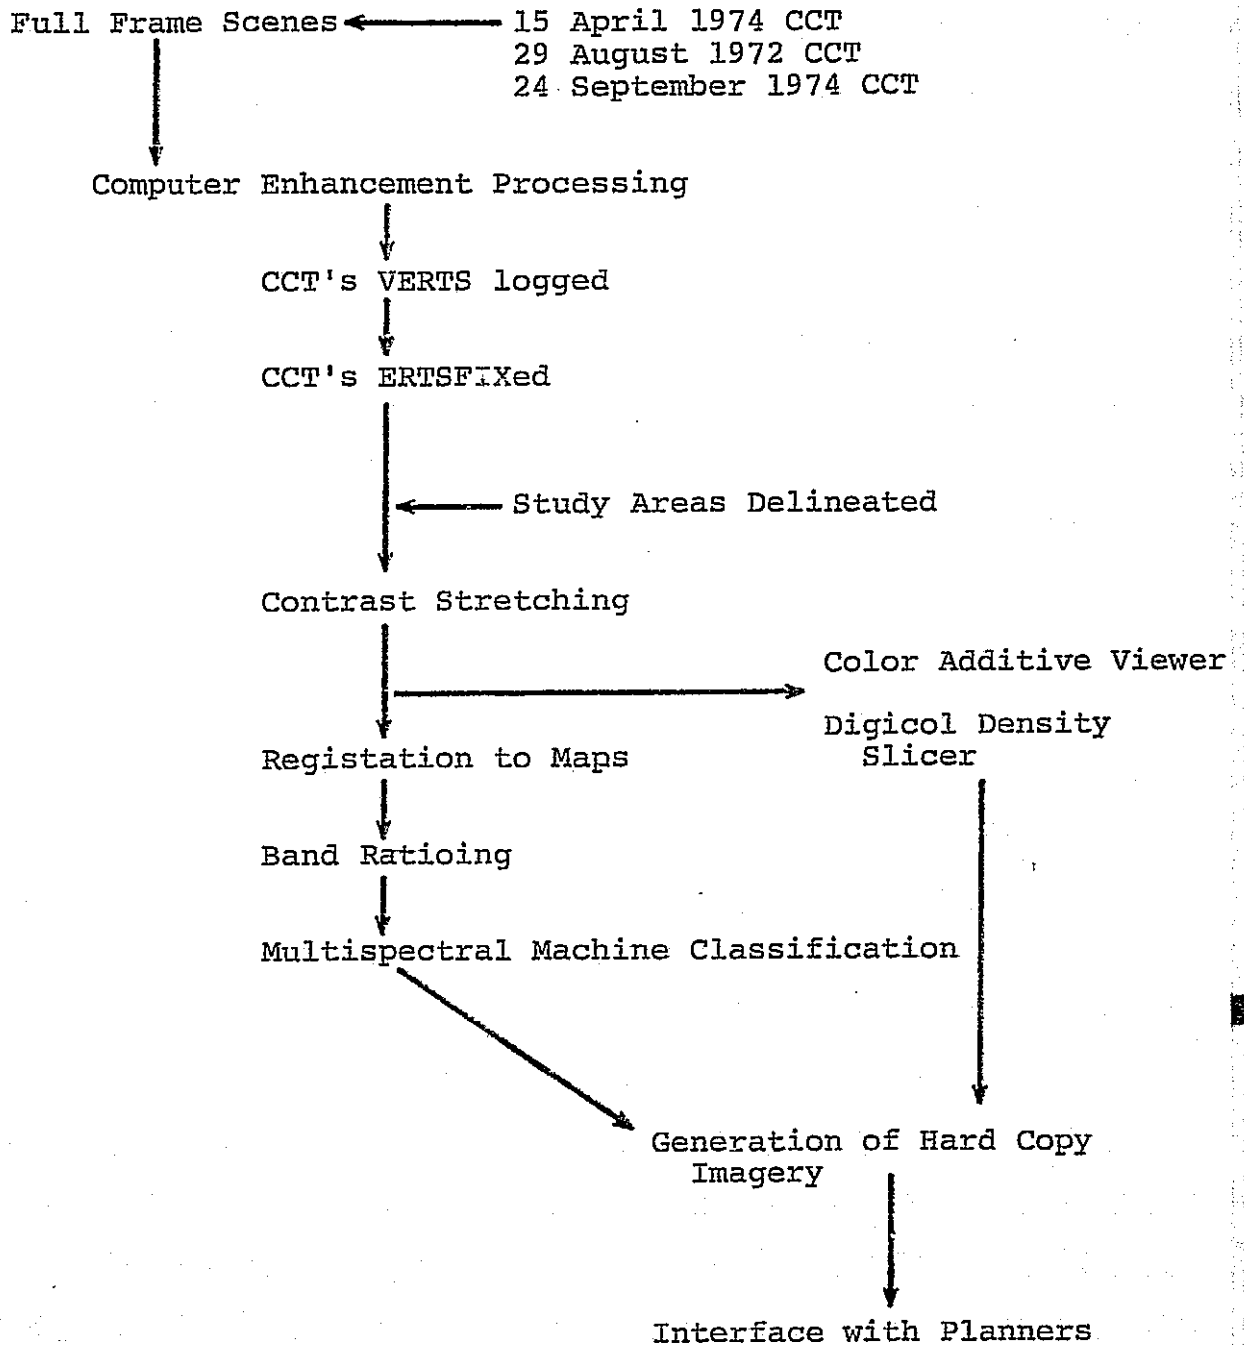 Full Frame Scenes
15 April 1974 CCT
29 August 1972 CCT
24 September 1974 CCT
Computer Enhancement Processing
CCT's VERTS logged
CCT's ERTSFIXed
Study Areas Delineated
Contrast Stretching
Color Additive Viewer
Digicol Density
Slicer
Registation to Maps
Band Ratioing
Multispectral Machine Classification
Generation of Hard Copy
Imagery
Interface with Planners